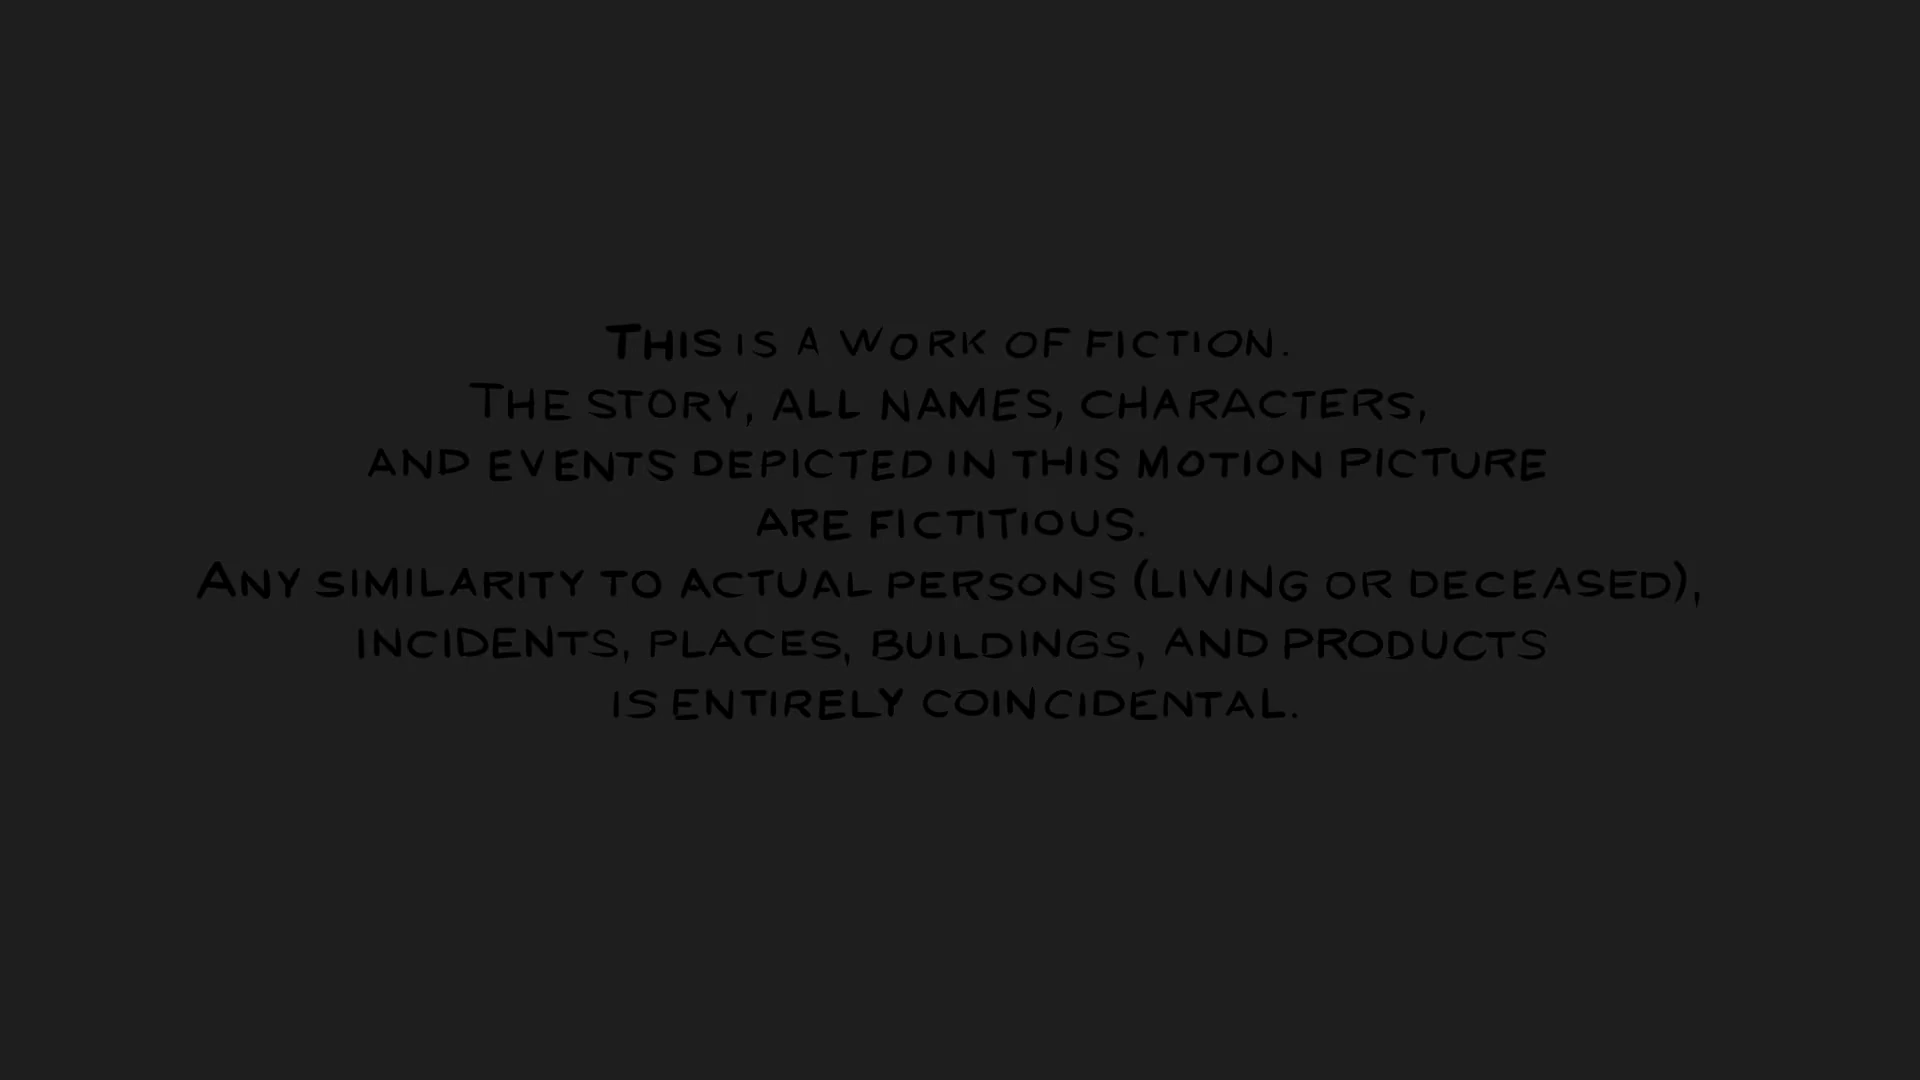 This is a work of fiction.
The story, all names, characters,
and events depicted in this motion picture
are fictitious.
Any similarity to actual persons (living or deceased),
incidents, places, buildings, and products
is entirely coincidental.